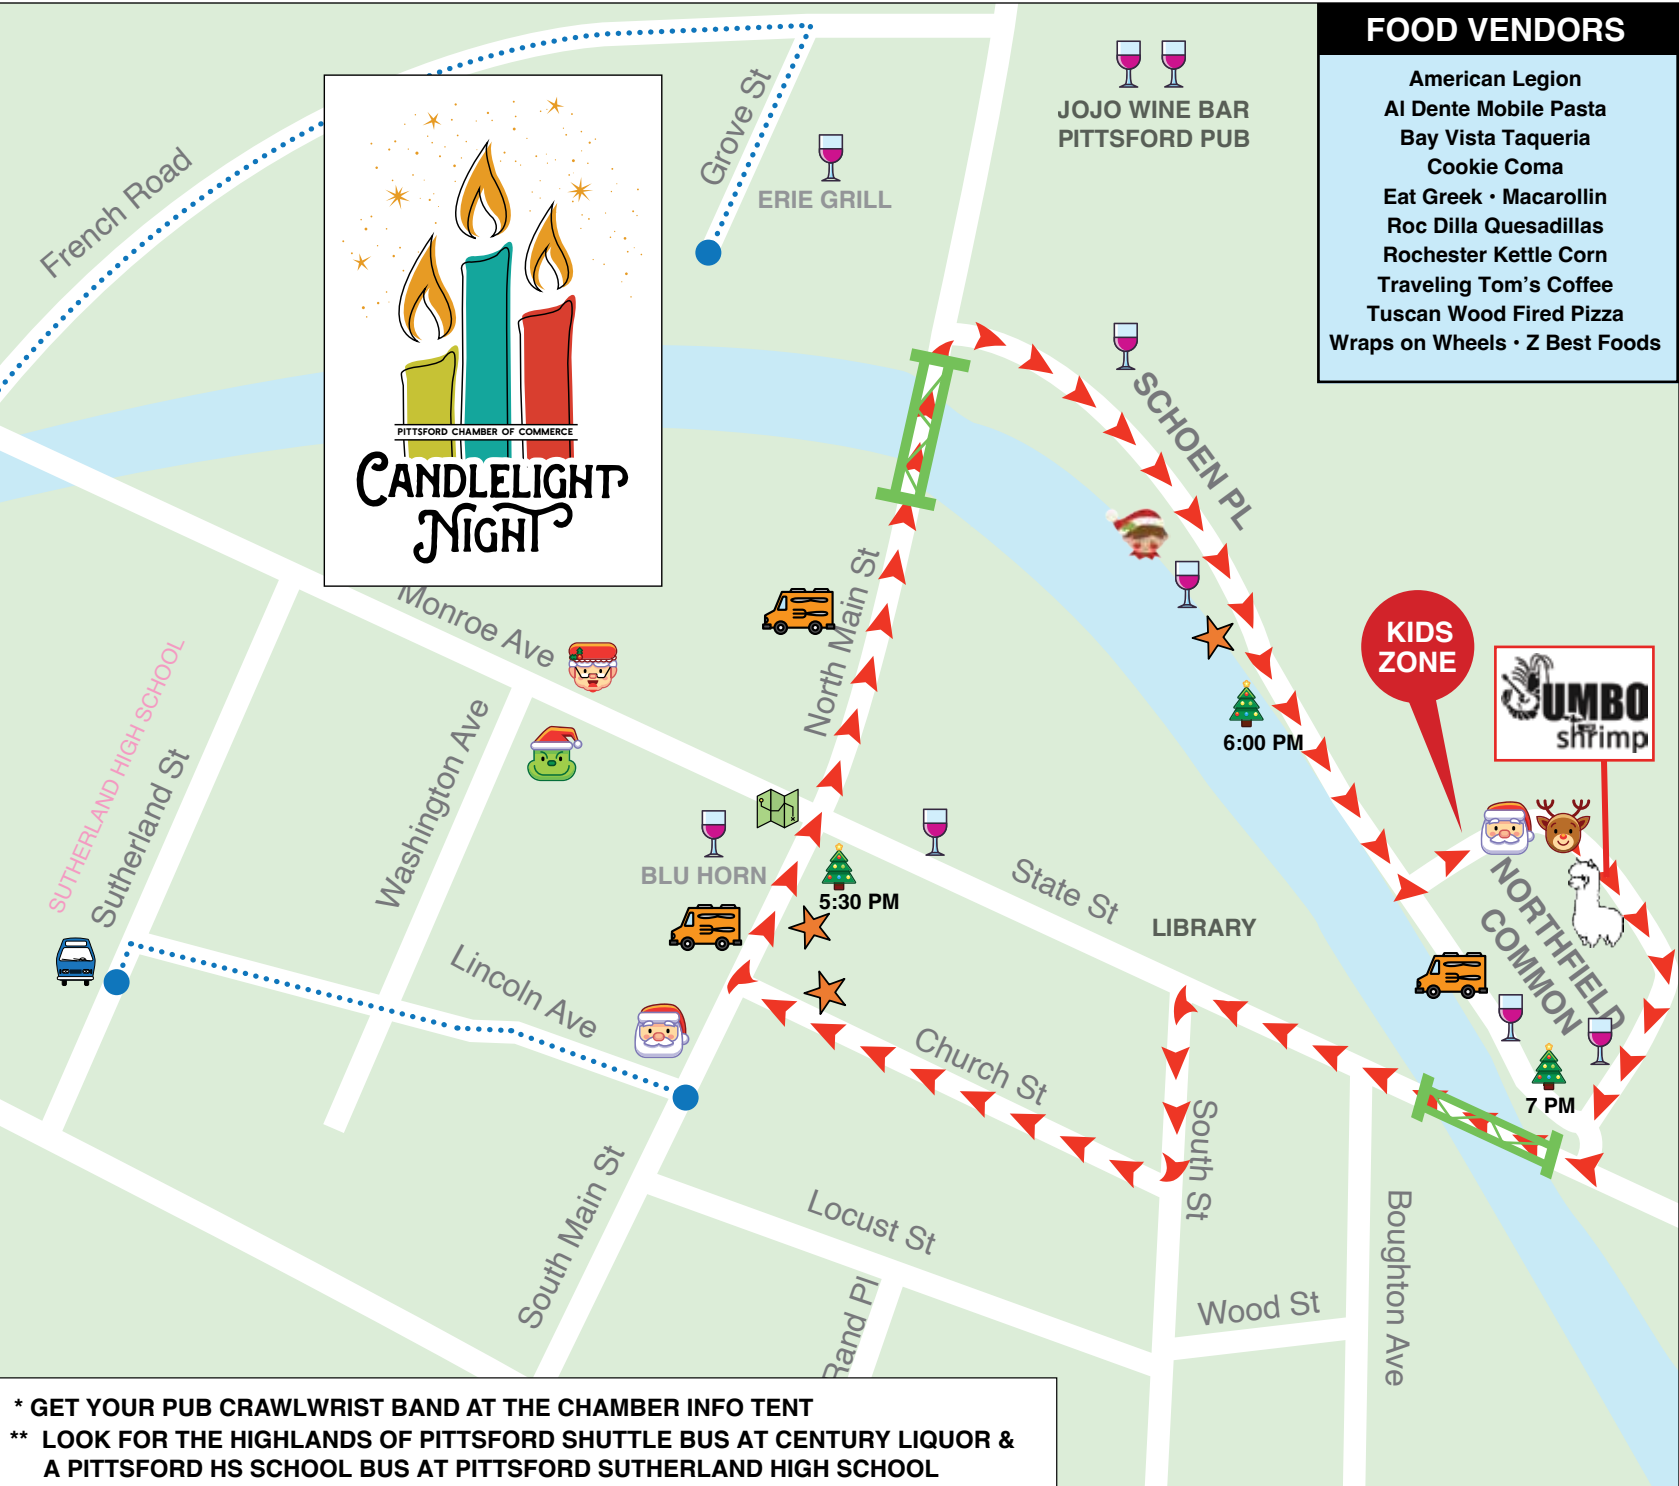 FOOD VENDORS
American Legion
Al Dente Mobile Pasta
Bay Vista Taqueria
Cookie Coma
Eat Greek • Macarollin
Roc Dilla Quesadillas
Rochester Kettle Corn
Traveling Tom's Coffee
Tuscan Wood Fired Pizza
Wraps on Wheels • Z Best Foods
JOJO WINE BAR
PITTSFORD PUB
Grove St
ERIE GRILL
French Road
PITTSFORD CHAMBER OF COMMERCE
CANDLELIGHT
NIGHT
SCHOEN PL
Monroe Ave
North Main St
KIDS
ZONE
JUMBO
shrimp
SUTHERLAND HIGH SCHOOL
Sutherland St
Washington Ave
6:00 PM
BLU HORN
5:30 PM
State St
LIBRARY
NORTHFIELD
COMMON
Lincoln Ave
Church St
7 PM
South St
South Main St
Locust St
Rand Pl
Wood St
Boughton Ave
* GET YOUR PUB CRAWLWRIST BAND AT THE CHAMBER INFO TENT
** LOOK FOR THE HIGHLANDS OF PITTSFORD SHUTTLE BUS AT CENTURY LIQUOR &
A PITTSFORD HS SCHOOL BUS AT PITTSFORD SUTHERLAND HIGH SCHOOL